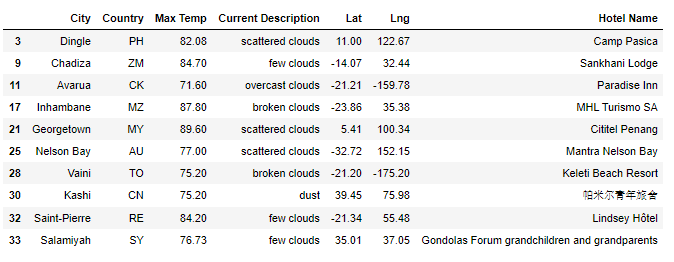 City Country Max Temp Current Description Lat Lng Hotel Name
3 Dingle PH 82.08 scattered clouds 11.00 122.67 Camp Pasica
9 Chadiza ZM 84.70 few clouds -14.07 32.44 Sankhani Lodge
11 Avarua CK 71.60 overcast clouds -21.21 -159.78 Paradise Inn
17 Inhambane MZ 87.80 broken clouds -23.86 35.38 MHL Turismo SA
21 Georgetown MY 89.60 scattered clouds 5.41 100.34 Cititel Penang
25 Nelson Bay AU 77.00 scattered clouds -32.72 152.15 Mantra Nelson Bay
28 Vaini TO 75.20 broken clouds -21.20 -175.20 Keleti Beach Resort
30 Kashi CN 75.20 dust 39.45 75.98 帕米尔青年旅舍
32 Saint-Pierre RE 84.20 few clouds -21.34 55.48 Lindsey Hôtel
33 Salamiyah SY 76.73 few clouds 35.01 37.05 Gondolas Forum grandchildren and grandparents